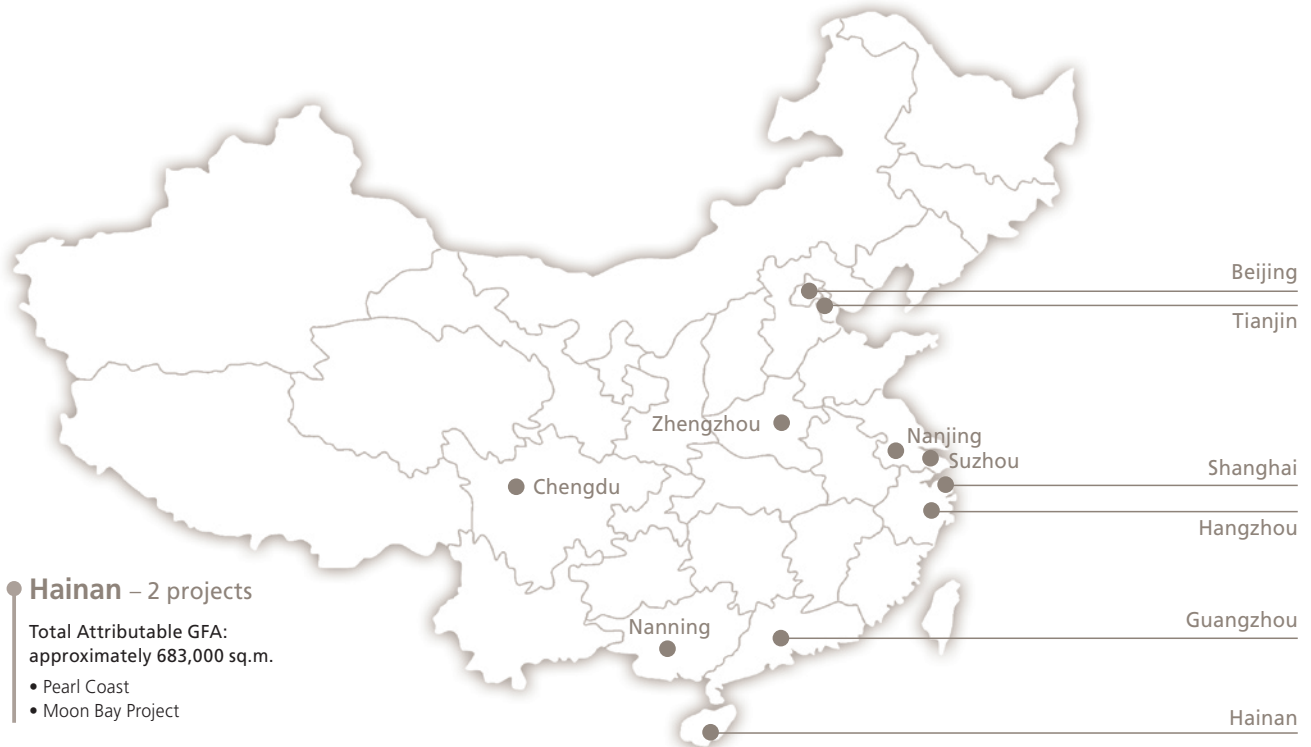 Beijing
Tianjin
Zhengzhou
Nanjing
Suzhou
Shanghai
Chengdu
Hangzhou
Hainan – 2 projects
Total Attributable GFA:
approximately 683,000 sq.m.
• Pearl Coast
• Moon Bay Project
Nanning
Guangzhou
Hainan